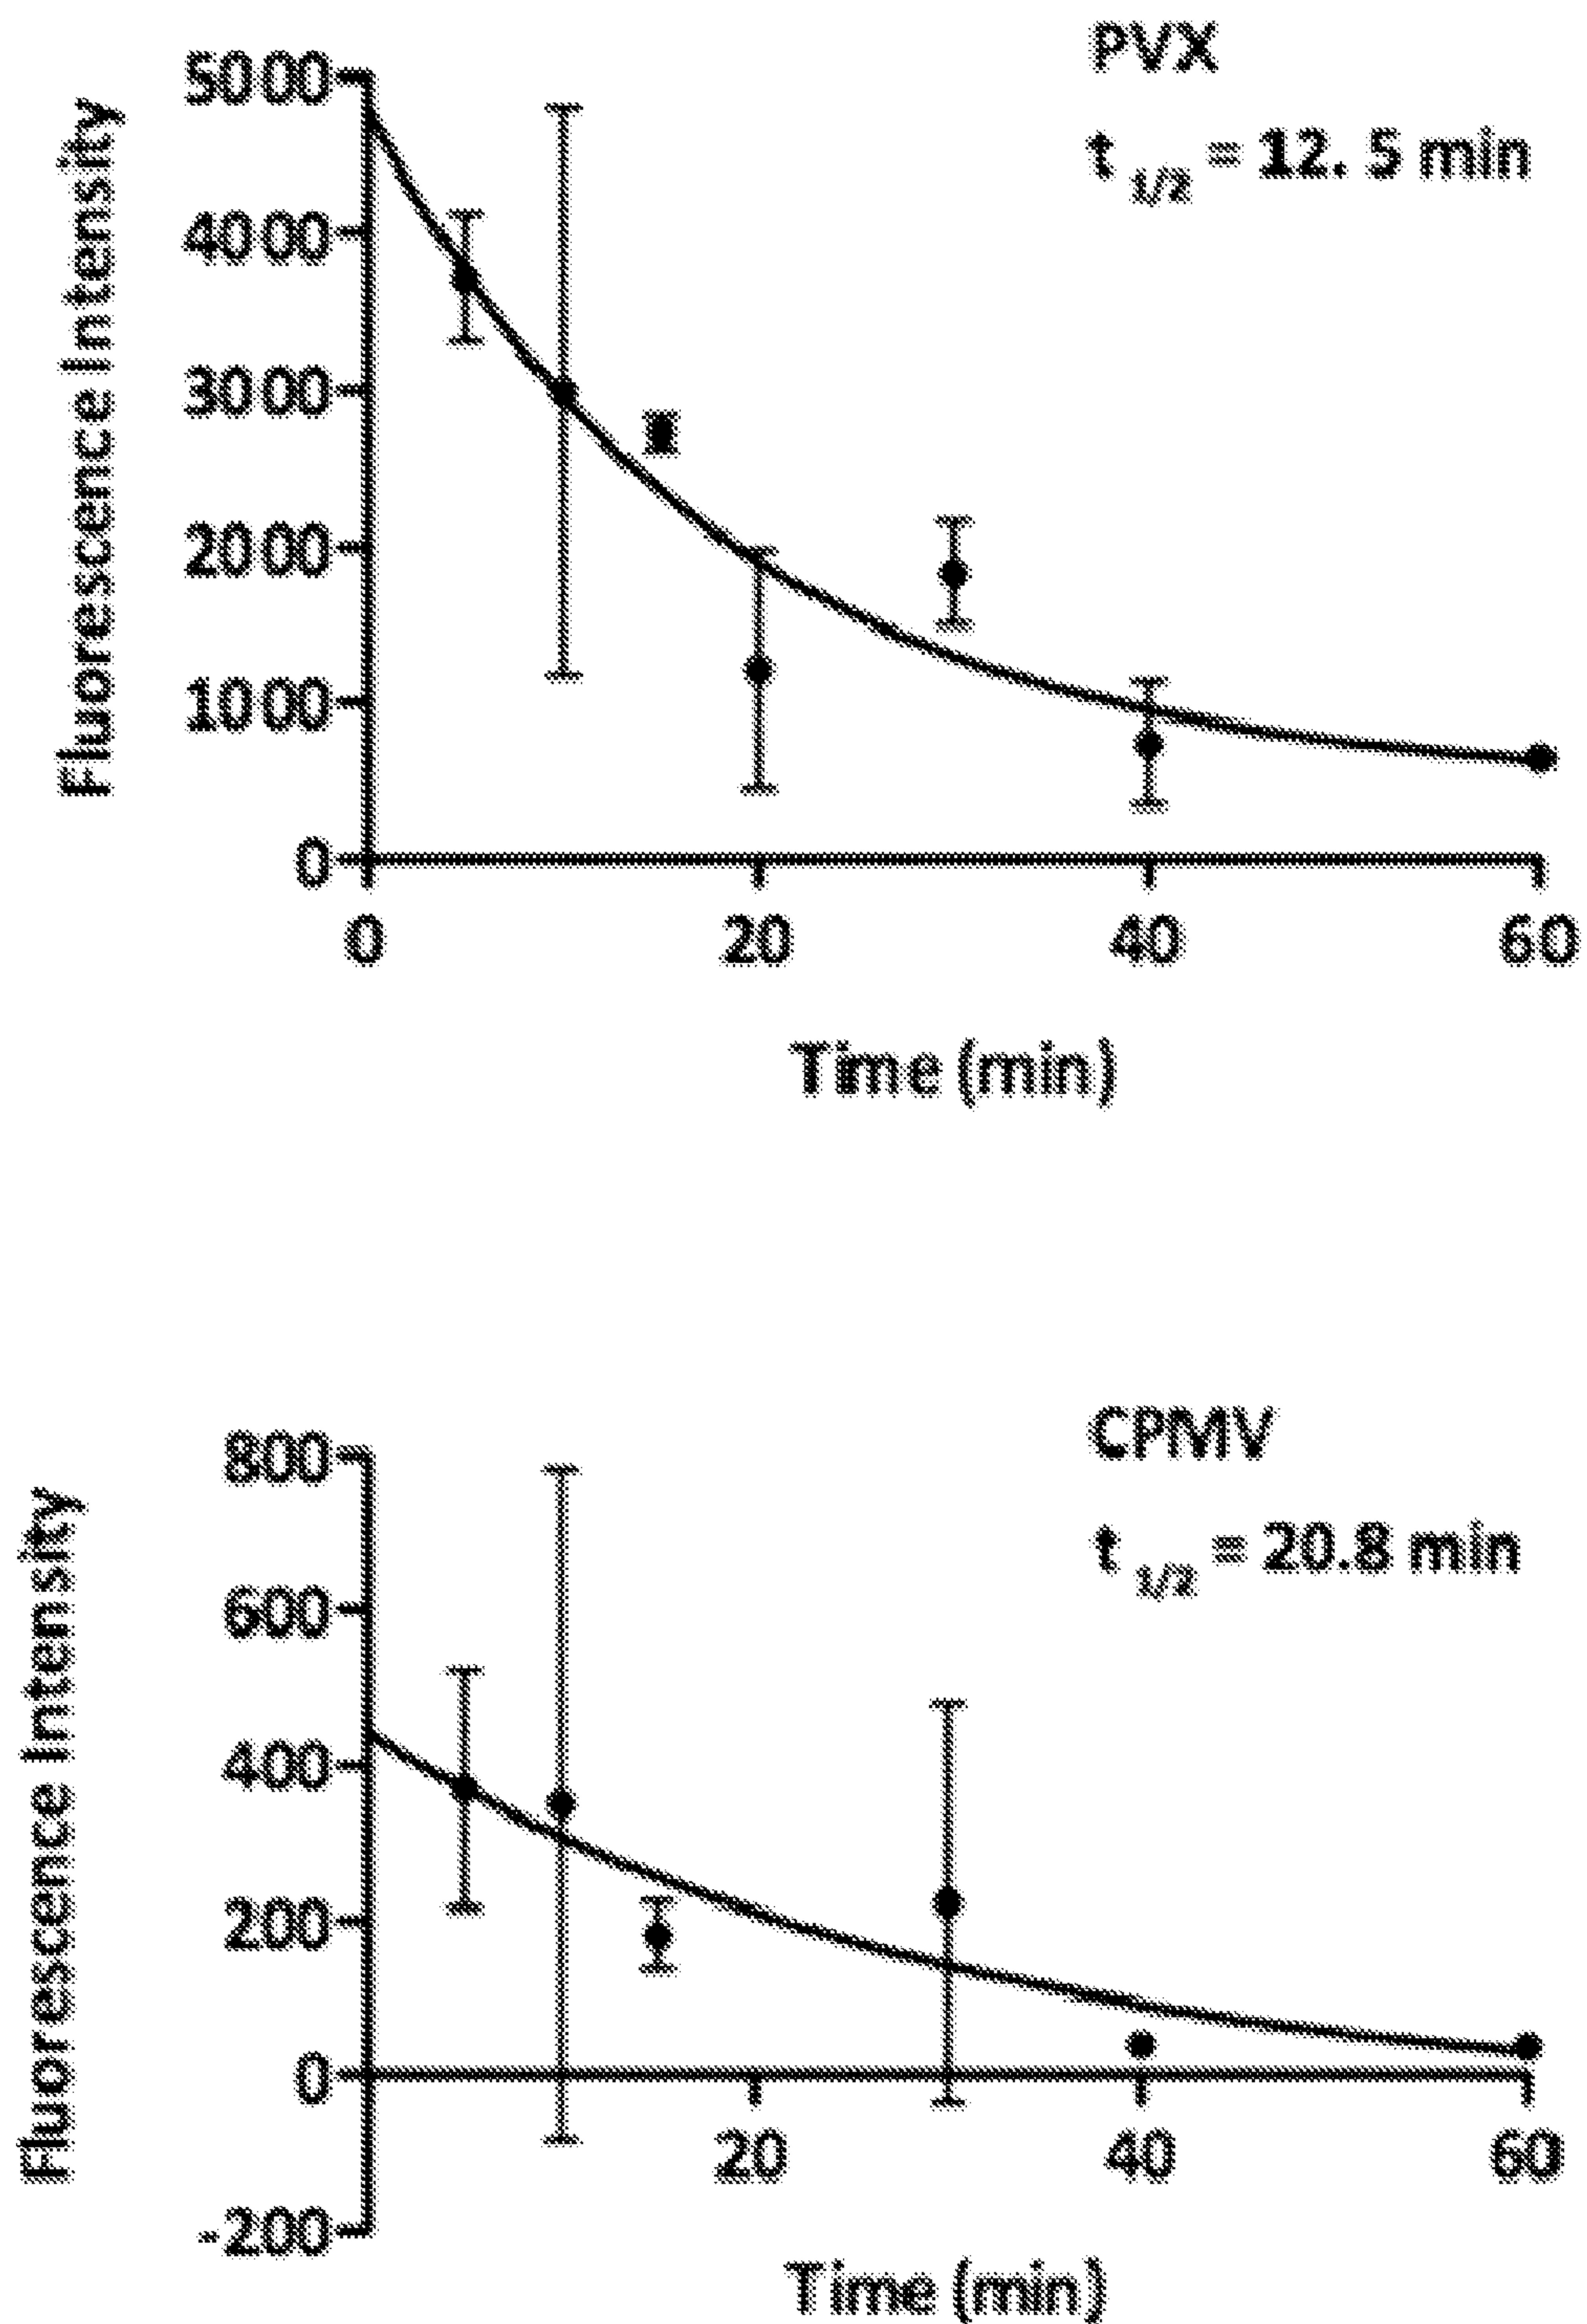 PVX
t 1/2 = 12. 5 min
Fluorescence Intensity
5000
4000
3000
2000
1000
0
0 20 40 60
Time (min)
CPMV
t 1/2 = 20.8 min
Fluorescence Intensity
800
600
400
200
0
-200
20 40 60
Time (min)